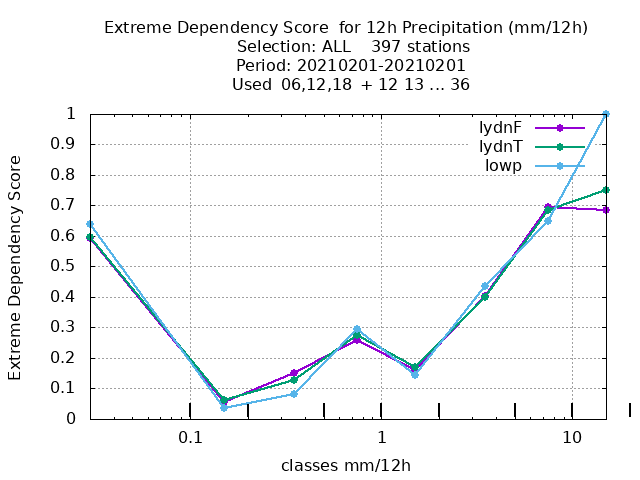 Extreme Dependency Score  for 12h Precipitation (mm/12h)
Selection: ALL    397 stations
Period: 20210201-20210201
Used  06,12,18  + 12 13 ... 36
lydnF
lydnT
lowp
Extreme Dependency Score
1
0.9
0.8
0.7
0.6
0.5
0.4
0.3
0.2
0.1
0
0.1 1 10
classes mm/12h